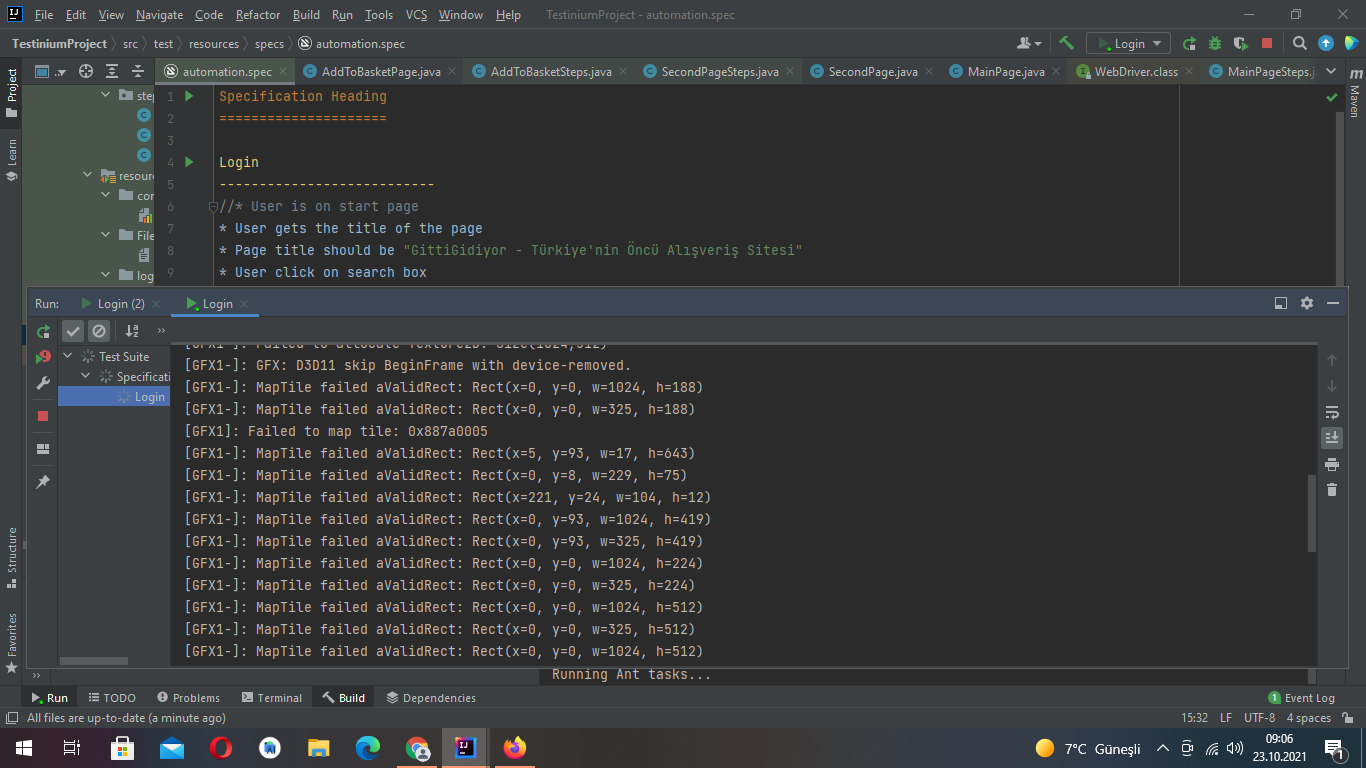 File Edit View Navigate Code Refactor Build Run Tools VCS Window Help TestiniumProject - automation.spec
TestiniumProject src test resources specs automation.spec Login
Project automation.spec AddToBasketPage.java AddToBasketSteps.java SecondPageSteps.java SecondPage.java MainPage.java WebDriver.class MainPageSteps.j
Maven
Learn
step
resour
con
File
log
1 Specification Heading
2 =====================
3
4 Login
5 ---------------------------
6 //* User is on start page
7 * User gets the title of the page
8 * Page title should be "GittiGidiyor - Türkiye'nin Öncü Alışveriş Sitesi"
9 * User click on search box
Run: Login (2) Login
Test Suite
Specificati
Login
[GFX1-]: Failed to allocate Texture2D: Size(1024,512)
[GFX1-]: GFX: D3D11 skip BeginFrame with device-removed.
[GFX1-]: MapTile failed aValidRect: Rect(x=0, y=0, w=1024, h=188)
[GFX1-]: MapTile failed aValidRect: Rect(x=0, y=0, w=325, h=188)
[GFX1]: Failed to map tile: 0x887a0005
[GFX1-]: MapTile failed aValidRect: Rect(x=5, y=93, w=17, h=643)
[GFX1-]: MapTile failed aValidRect: Rect(x=0, y=8, w=229, h=75)
[GFX1-]: MapTile failed aValidRect: Rect(x=221, y=24, w=104, h=12)
[GFX1-]: MapTile failed aValidRect: Rect(x=0, y=93, w=1024, h=419)
[GFX1-]: MapTile failed aValidRect: Rect(x=0, y=93, w=325, h=419)
[GFX1-]: MapTile failed aValidRect: Rect(x=0, y=0, w=1024, h=224)
[GFX1-]: MapTile failed aValidRect: Rect(x=0, y=0, w=325, h=224)
[GFX1-]: MapTile failed aValidRect: Rect(x=0, y=0, w=1024, h=512)
[GFX1-]: MapTile failed aValidRect: Rect(x=0, y=0, w=325, h=512)
[GFX1-]: MapTile failed aValidRect: Rect(x=0, y=0, w=1024, h=512)
Structure
Favorites
Running Ant tasks...
Run TODO Problems Terminal Build Dependencies 1 Event Log
All files are up-to-date (a minute ago) 15:32 LF UTF-8 4 spaces
7°C Güneşli 09:06
23.10.2021 1